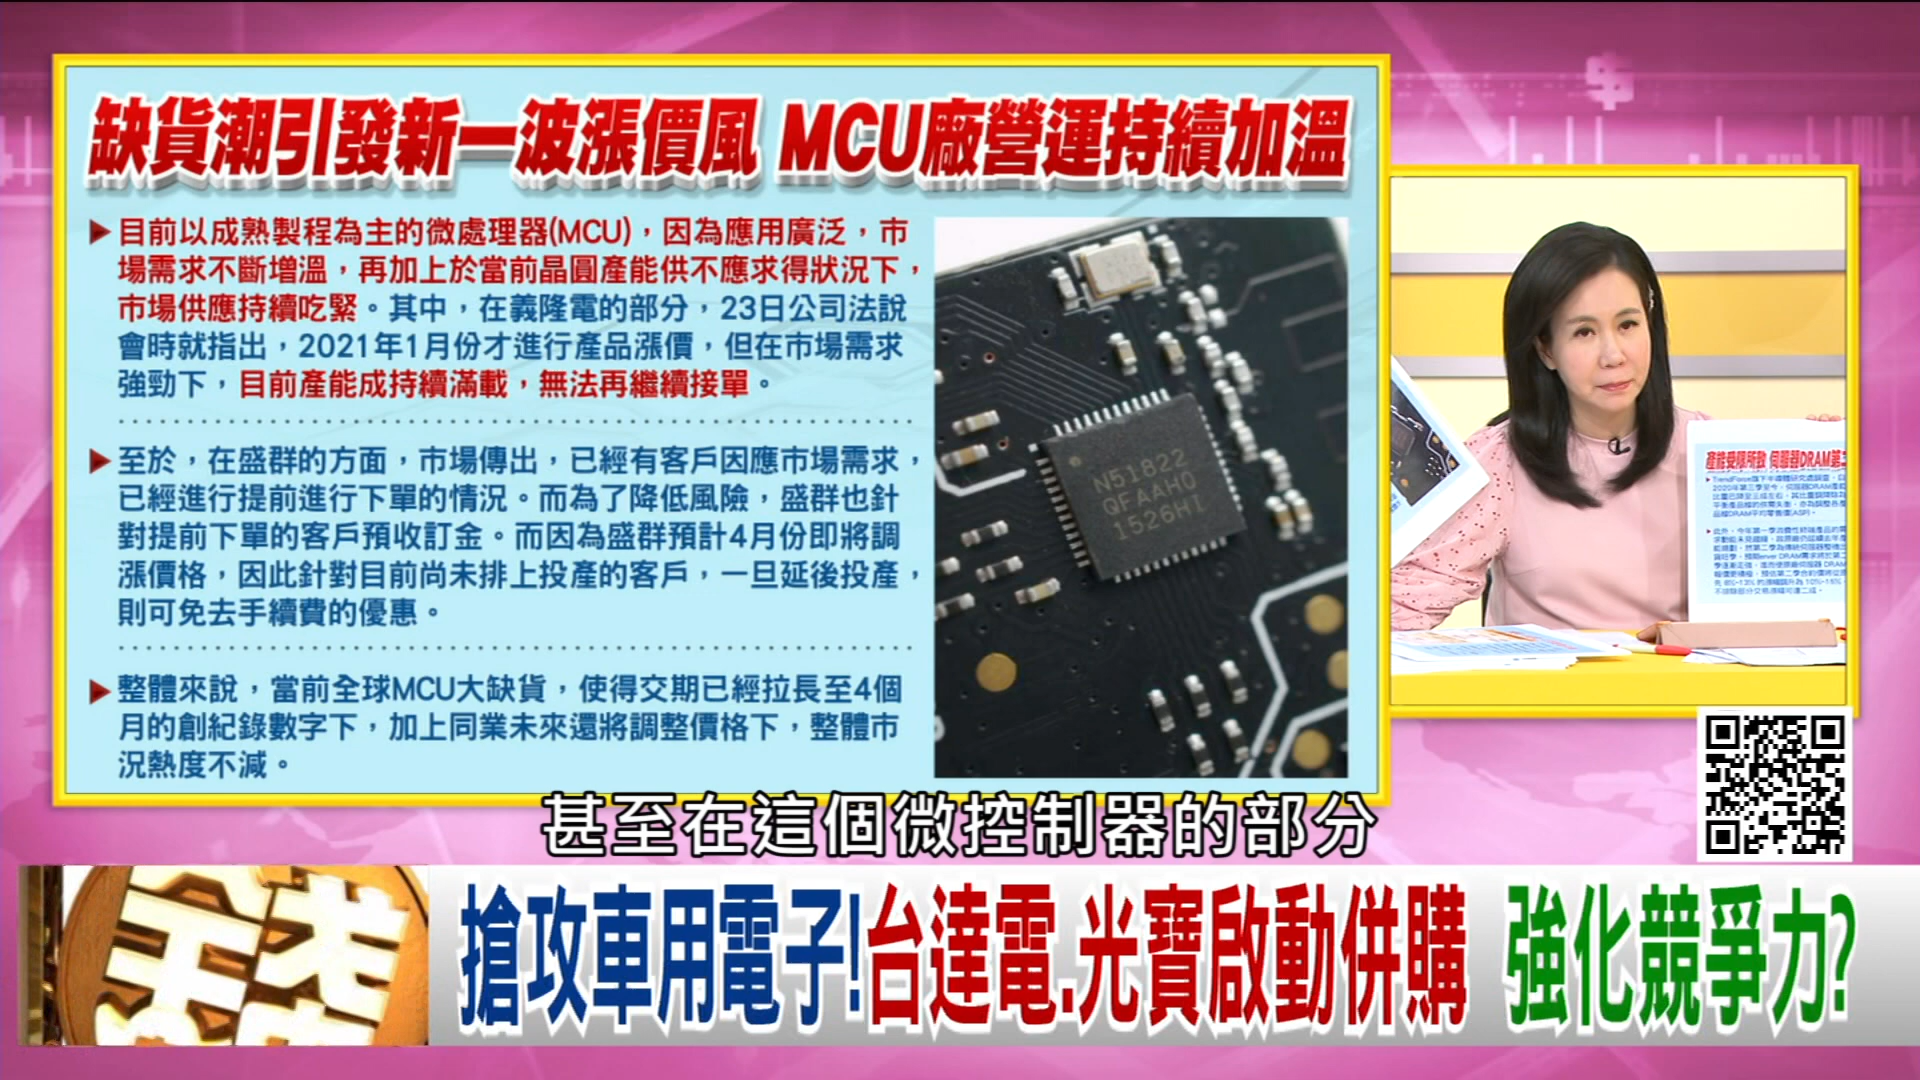 缺貨潮引發新一波漲價風 MCU廠營運持續加溫
▶目前以成熟製程為主的微處理器(MCU)，因為應用廣泛，市
場需求不斷增溫，再加上於當前晶圓產能供不應求得狀況下，
市場供應持續吃緊。其中，在義隆電的部分，23日公司法說
會時就指出，2021年1月份才進行產品漲價，但在市場需求
強勁下，目前產能成持續滿載，無法再繼續接單。
▶至於，在盛群的方面，市場傳出，已經有客戶因應市場需求，
已經進行提前進行下單的情況。而為了降低風險，盛群也針
對提前下單的客戶預收訂金。而因為盛群預計4月份即將調
漲價格，因此針對目前尚未排上投產的客戶，一旦延後投產，
則可免去手續費的優惠。
▶整體來說，當前全球MCU大缺貨，使得交期已經拉長至4個
月的創紀錄數字下，加上同業未來還將調整價格下，整體市
況熱度不減。
N51822
QFAAH0
1526HL
產能受限所致 伺服器DRAM第二
甚至在這個微控制器的部分
搶攻車用電子!台達電.光寶啟動併購 強化競爭力?